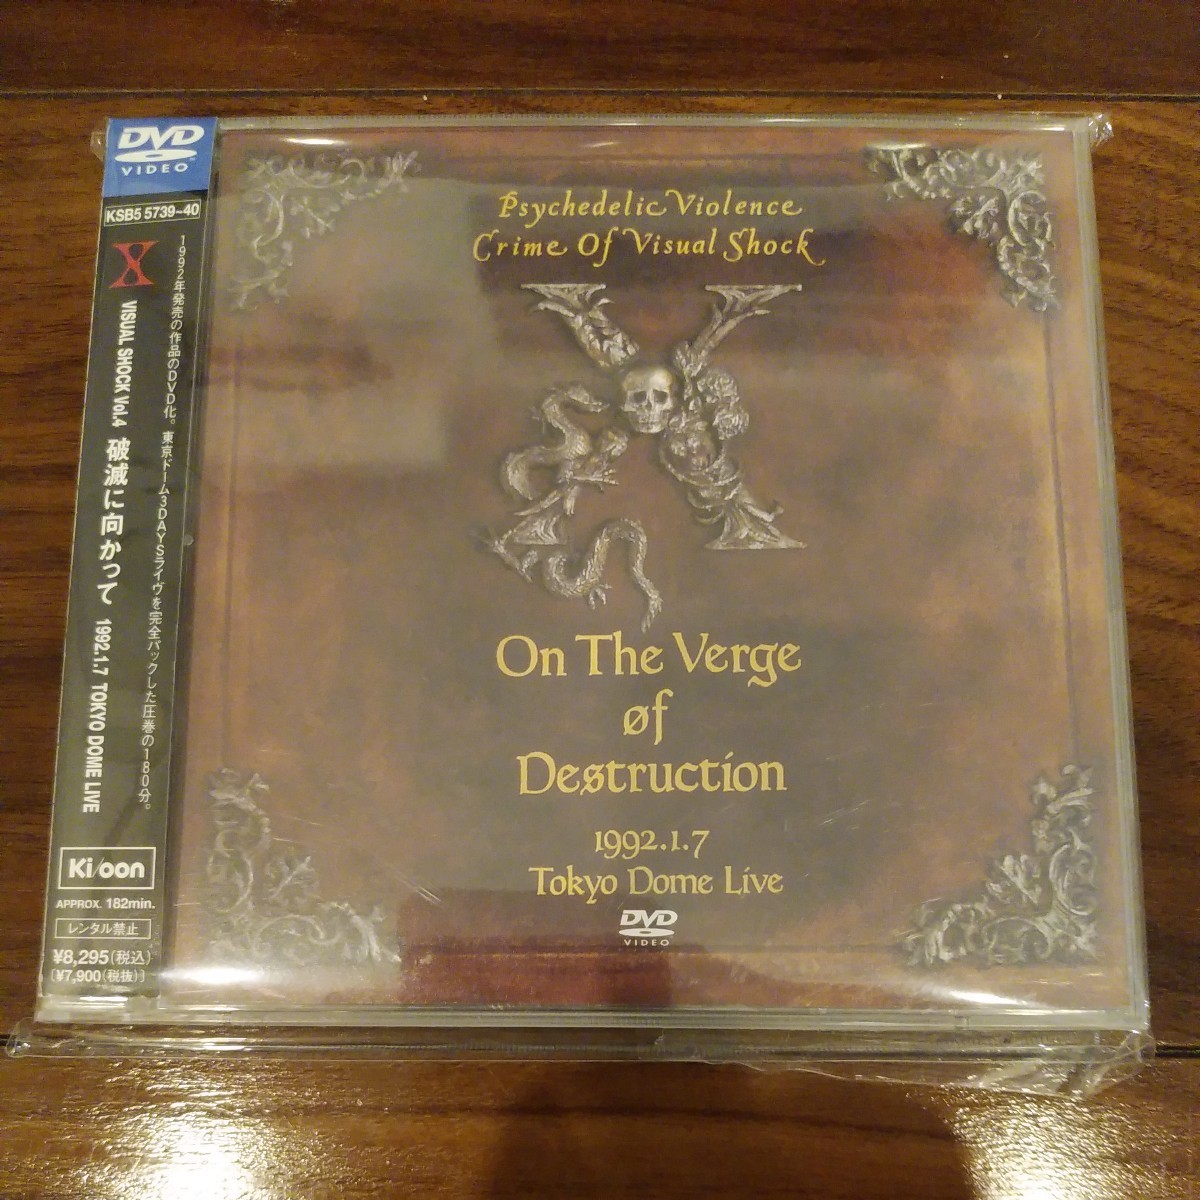 DVD
VIDEO
KSB5 5739~40
X
VISUAL SHOCK Vol.4 破滅に向かって 1992.1.7 TOKYO DOME LIVE
1992年発売の作品のDVD化。東京ドーム3DAYSライヴを完全パックした圧巻の180分。
Ki/oon
APPROX. 182min.
レンタル禁止
¥8,295(税込)
[¥7,900(税抜)]
Psychedelic Violence
Crime Of Visual Shock
X
On The Verge
øf
Destruction
1992.1.7
Tokyo Dome Live
DVD
VIDEO